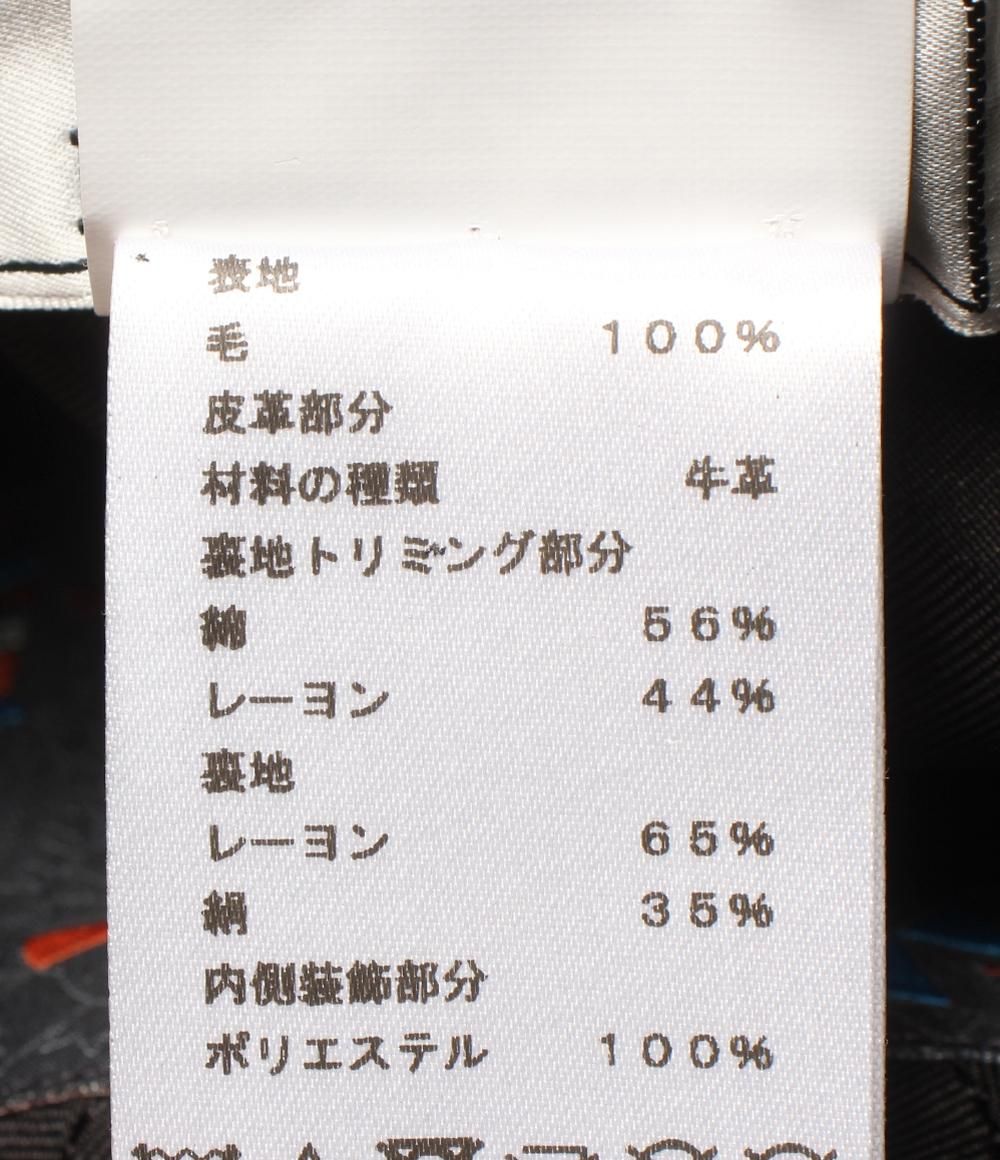 表地
毛 100%
皮革部分
材料の種類 牛革
裏地トリミング部分
綿 56%
レーヨン 44%
裏地
レーヨン 65%
絹 35%
内側装飾部分
ポリエステル 100%